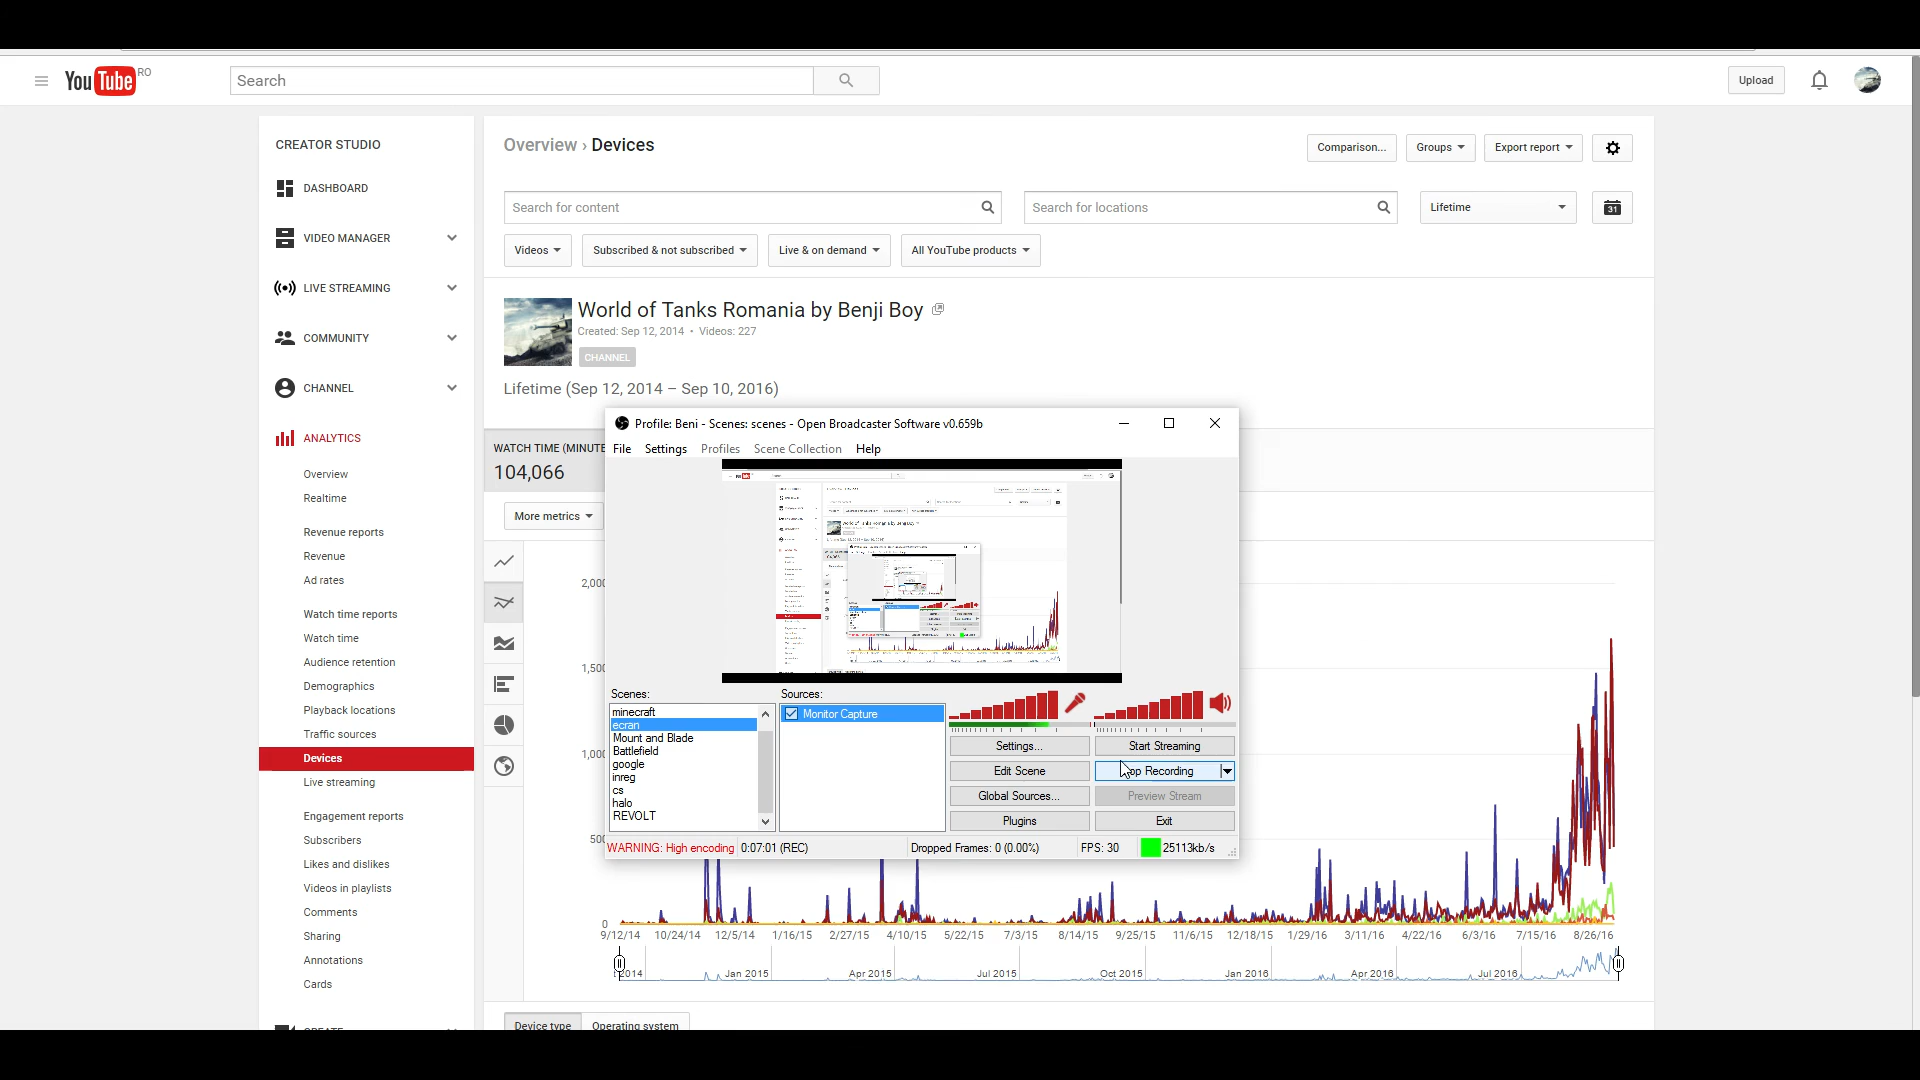 YouTube RO
Search
Upload
CREATOR STUDIO
DASHBOARD
VIDEO MANAGER
LIVE STREAMING
COMMUNITY
CHANNEL
ANALYTICS
Overview
Realtime
Revenue reports
Revenue
Ad rates
Watch time reports
Watch time
Audience retention
Demographics
Playback locations
Traffic sources
Devices
Live streaming
Engagement reports
Subscribers
Likes and dislikes
Videos in playlists
Comments
Sharing
Annotations
Cards
Overview › Devices
Comparison... Groups Export report
Search for content
Search for locations
Lifetime
31
Videos Subscribed & not subscribed Live & on demand All YouTube products
World of Tanks Romania by Benji Boy
Created: Sep 12, 2014 • Videos: 227
CHANNEL
Lifetime (Sep 12, 2014 – Sep 10, 2016)
WATCH TIME (MINUTE
104,066
More metrics
Profile: Beni - Scenes: scenes - Open Broadcaster Software v0.659b
File Settings Profiles Scene Collection Help
Scenes:
minecraft
ecran
Mount and Blade
Battlefield
google
inreg
cs
halo
REVOLT
Sources:
Monitor Capture
Settings... Start Streaming
Edit Scene op Recording
Global Sources... Preview Stream
Plugins Exit
WARNING: High encoding 0:07:01 (REC) Dropped Frames: 0 (0.00%) FPS: 30 25113kb/s
0
9/12/14 10/24/14 12/5/14 1/16/15 2/27/15 4/10/15 5/22/15 7/3/15 8/14/15 9/25/15 11/6/15 12/18/15 1/29/16 3/11/16 4/22/16 6/3/16 7/15/16 8/26/16
2014 Jan 2015 Apr 2015 Jul 2015 Oct 2015 Jan 2016 Apr 2016 Jul 2016
Device type Operating system